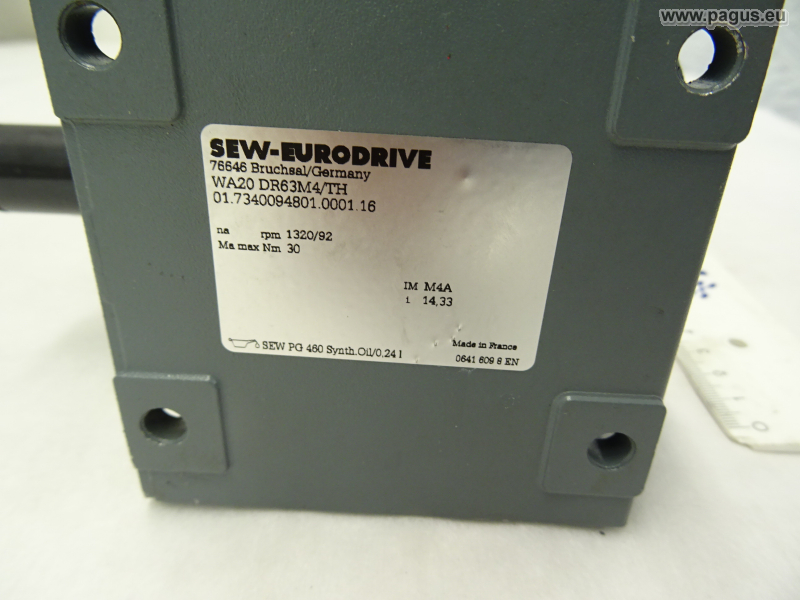 www.pagus.eu
SEW-EURODRIVE
76646 Bruchsal/Germany
WA20 DR63M4/TH
01.7340094801.0001.16
na rpm 1320/92
Ma max Nm 30
IM M4A
i 14,33
SEW PG 460 Synth.Oil/0,24 l
Made in France
0641 609 8 EN
0